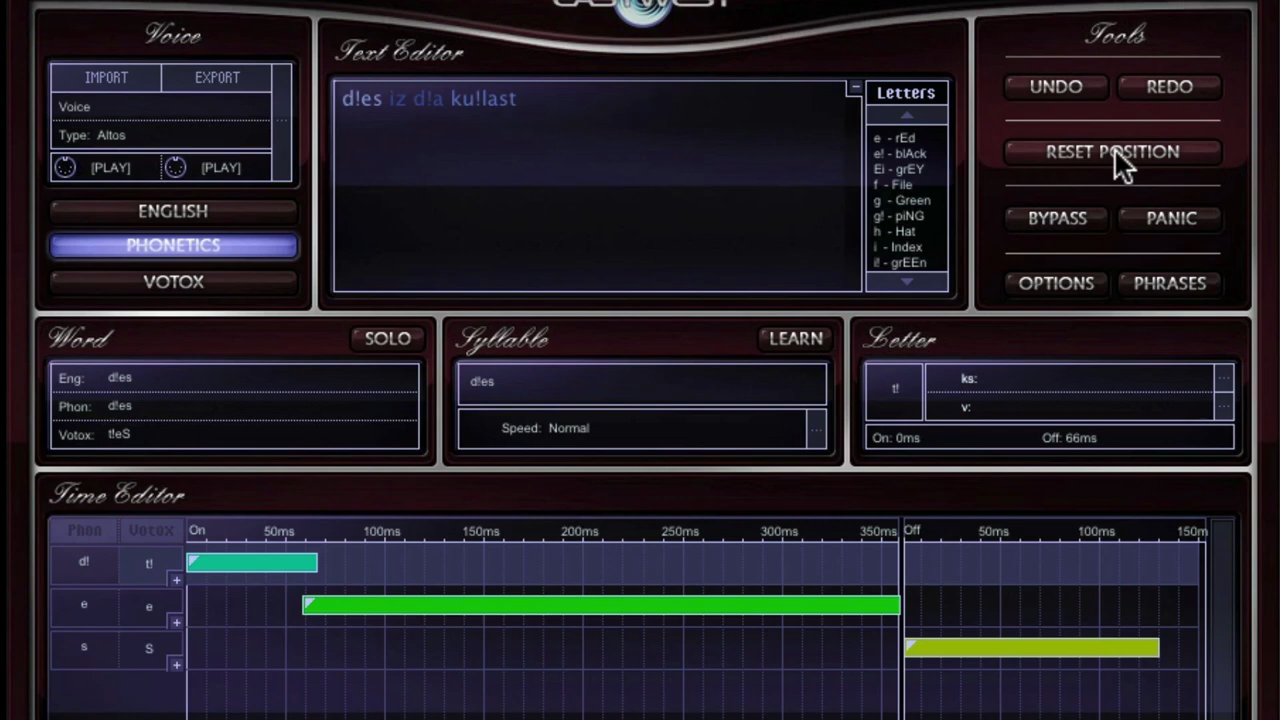 EASTWEST
Voice
IMPORT EXPORT
Voice
Type: Altos
[PLAY] [PLAY]
ENGLISH
PHONETICS
VOTOX
Text Editor
d!es iz d!a ku!last
Letters
e - rEd
e! - blAck
Ei - grEY
f - File
g - Green
g! - piNG
h - Hat
i - Index
i! - grEEn
Tools
UNDO REDO
RESET POSITION
BYPASS PANIC
OPTIONS PHRASES
Word SOLO
Eng: d!es
Phon: d!es
Votox: t!eS
Syllable LEARN
d!es
Speed: Normal
Letter
t!
ks:
v:
On: 0ms Off: 66ms
Time Editor
Phon Votox On 50ms 100ms 150ms 200ms 250ms 300ms 350ms Off 50ms 100ms 150m
d! t!
e e
s S